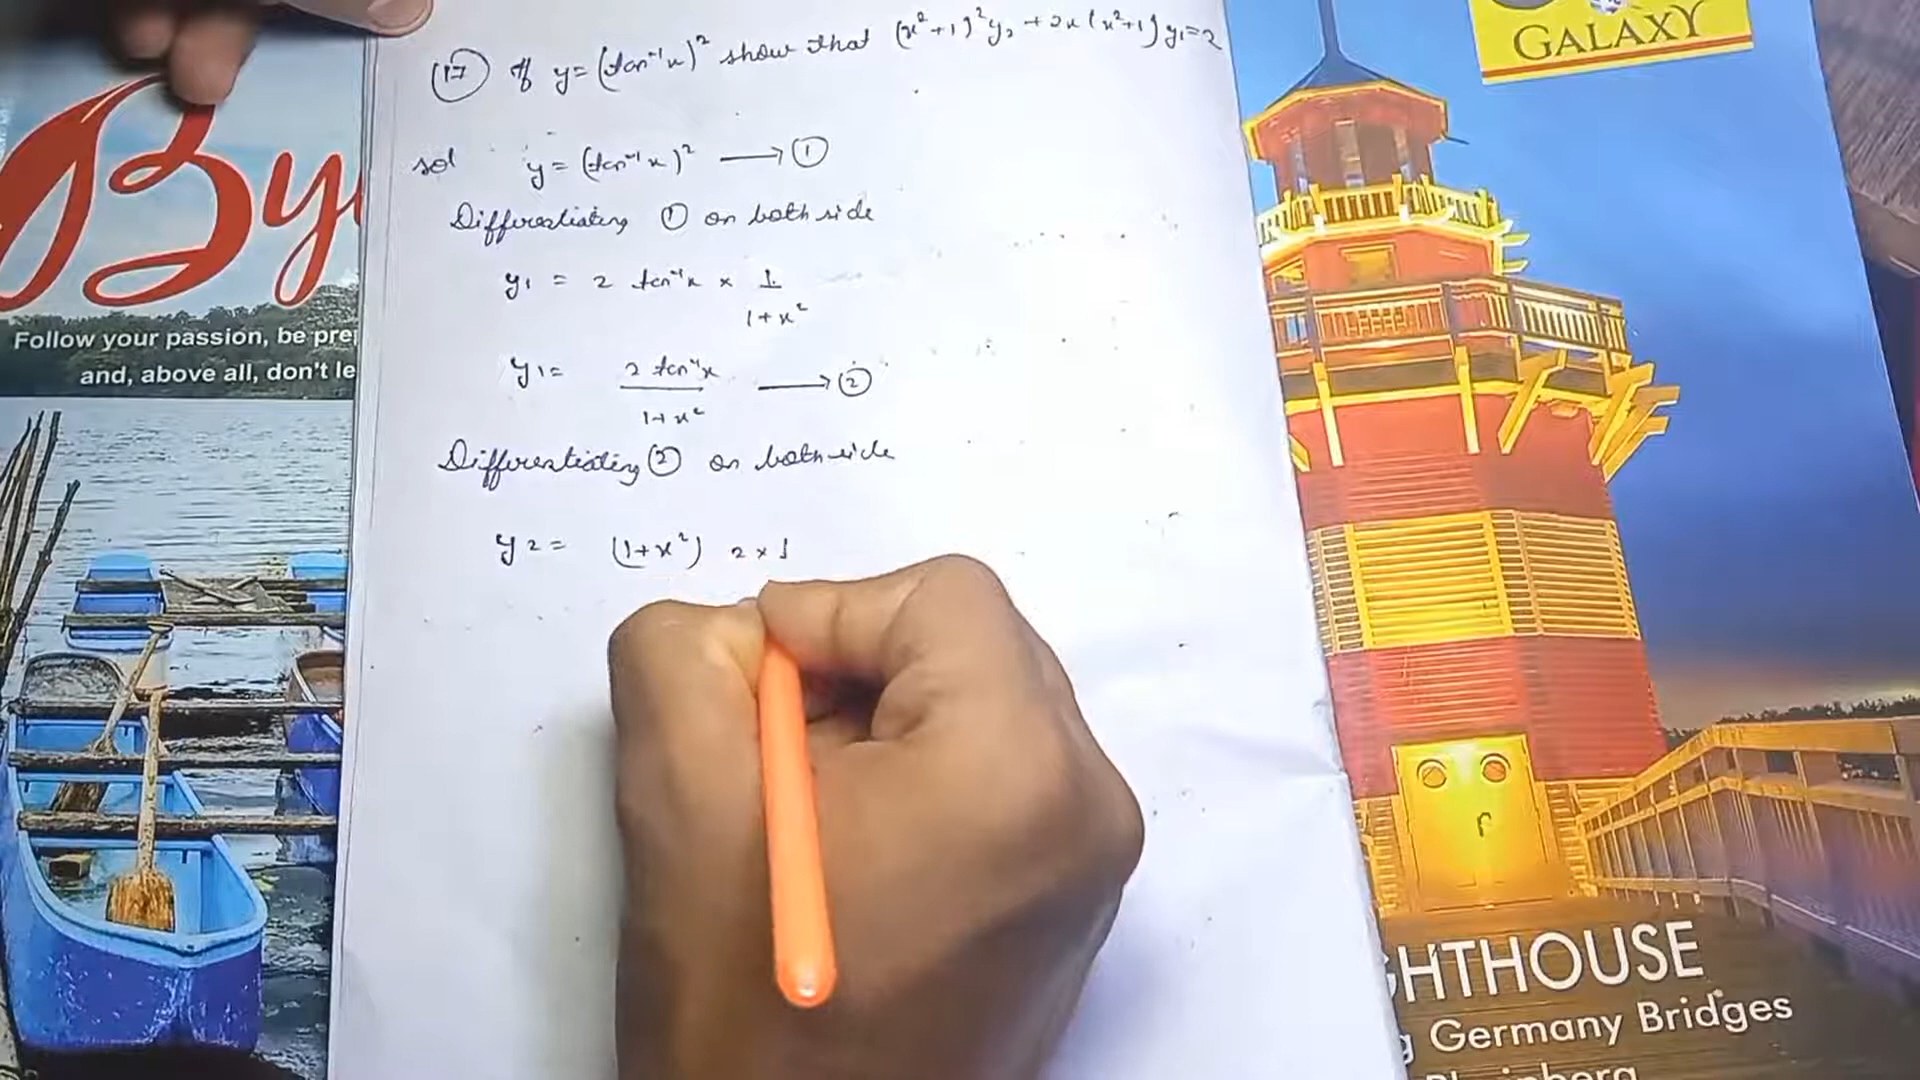 By
Follow your passion, be pre
and, above all, don't le
(17) If y = (tan⁻¹x)² show that (x²+1)²y₂ + 2x(x²+1)y₁=2
sol y = (tan⁻¹x)² ⟶ ①
Differentiating ① on both side
y₁ = 2 tan⁻¹x × 1/1+x²
y₁= 2 tan⁻¹x/1+x² ⟶ ②
Differentiating ② on both side
y₂= (1+x²) 2×1
GALAXY
GHTHOUSE
g Germany Bridges